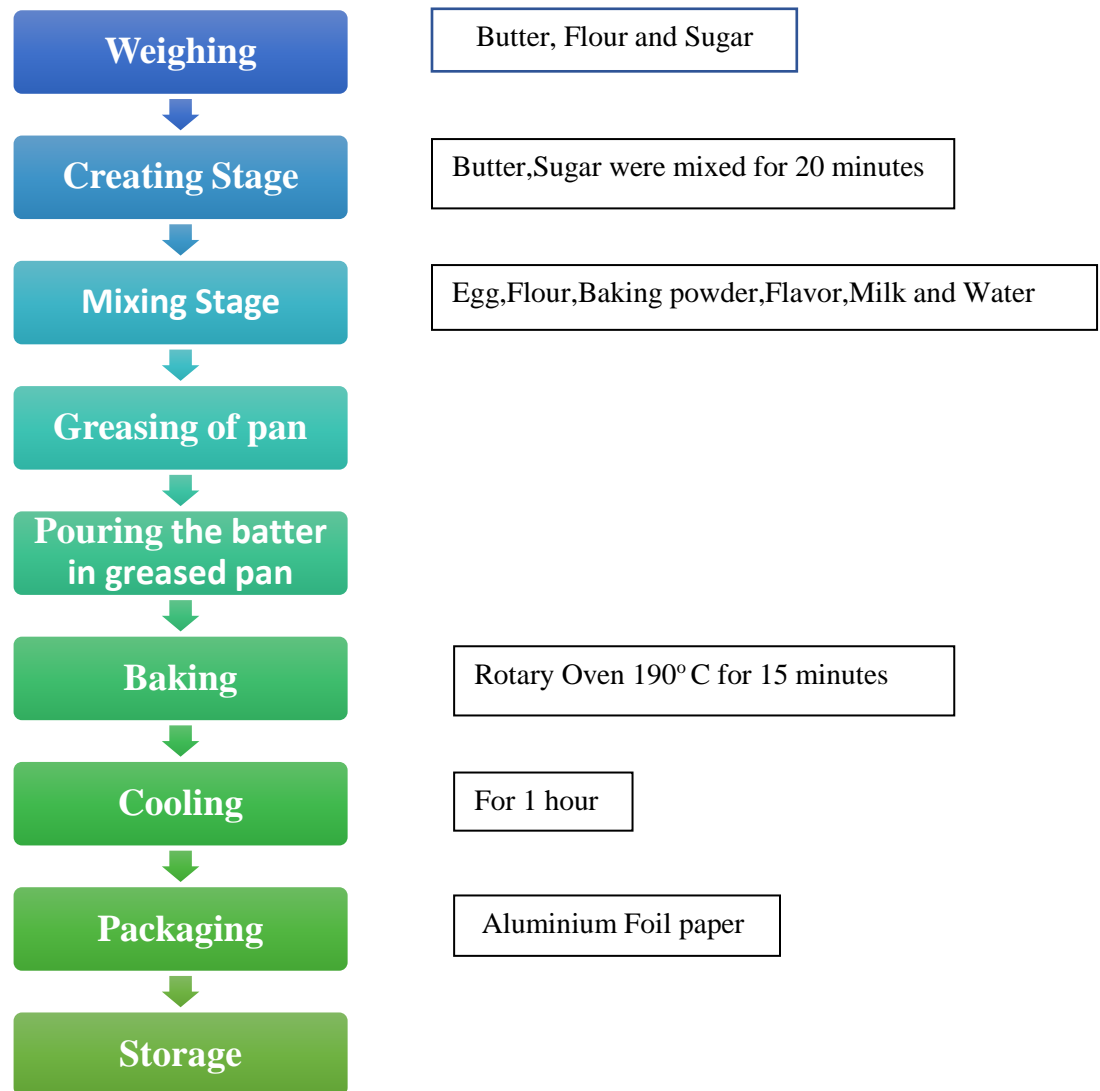 Weighing
Butter, Flour and Sugar
Creating Stage
Butter,Sugar were mixed for 20 minutes
Mixing Stage
Egg,Flour,Baking powder,Flavor,Milk and Water
Greasing of pan
Pouring the batter
in greased pan
Baking
Rotary Oven 190° C for 15 minutes
Cooling
For 1 hour
Packaging
Aluminium Foil paper
Storage